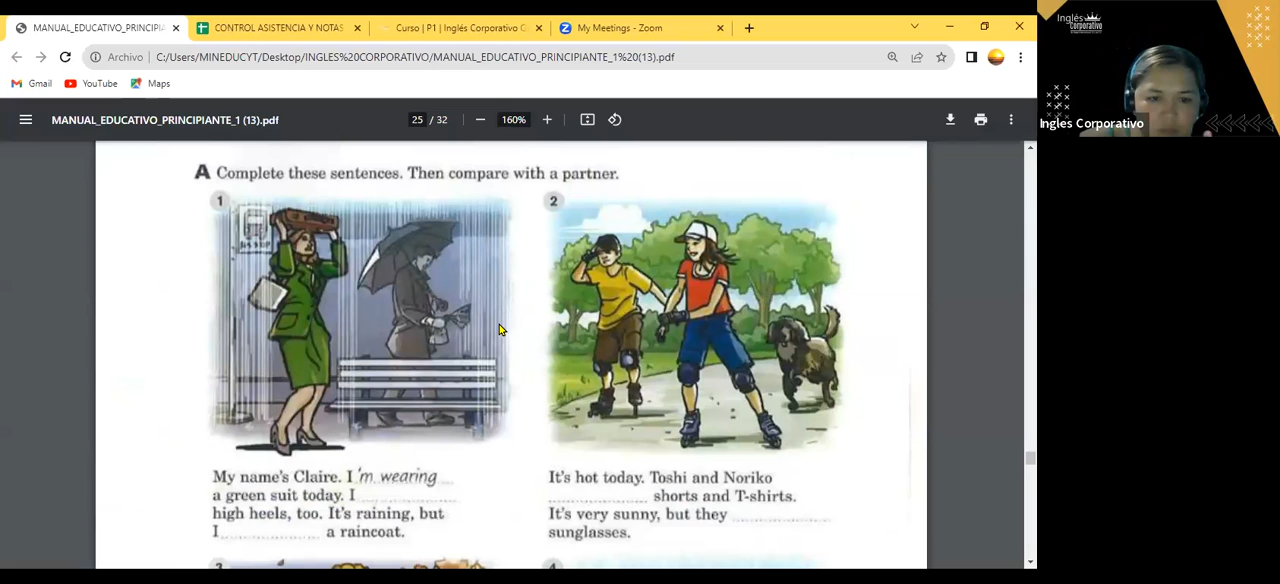 MANUAL_EDUCATIVO_PRINCIPIA
CONTROL ASISTENCIA Y NOTAS
Curso | P1 | Inglés Corporativo
My Meetings - Zoom
Archivo
C:/Users/MINEDUCYT/Desktop/INGLES%20CORPORATIVO/MANUAL_EDUCATIVO_PRINCIPIANTE_1%20(13).pdf
Gmail
YouTube
Maps
MANUAL_EDUCATIVO_PRINCIPIANTE_1 (13).pdf
25 / 32
160%
Inglés
Corporativo
Ingles Corporativo
A Complete these sentences. Then compare with a partner.
1
My name's Claire. I 'm wearing
a green suit today. I
high heels, too. It's raining, but
I a raincoat.
2
It's hot today. Toshi and Noriko
shorts and T-shirts.
It's very sunny, but they
sunglasses.
3
4